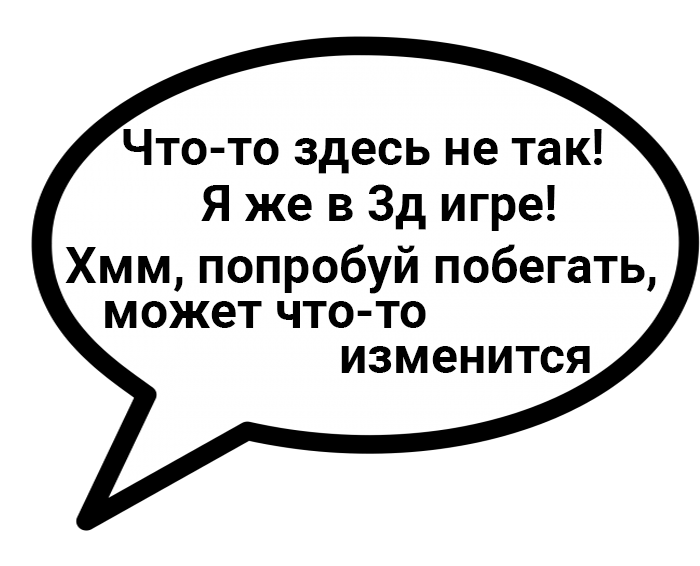 Что-то здесь не так!
Я же в 3д игре!
Хмм, попробуй побегать,
может что-то
изменится